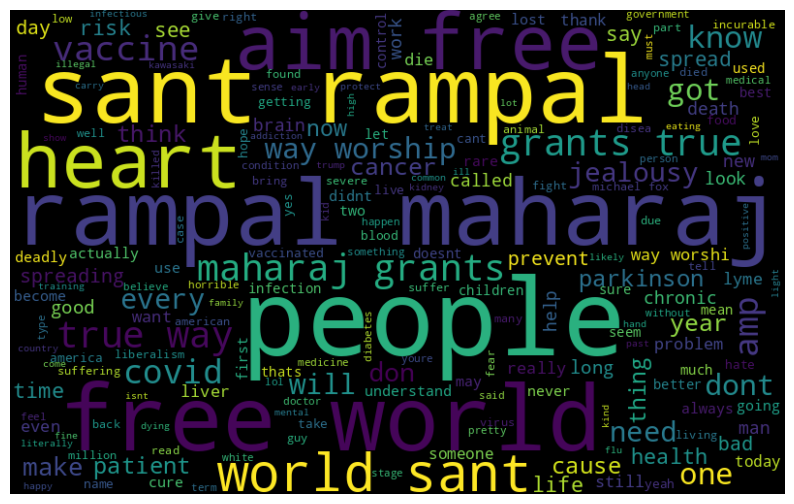 infectious
give right
agree
government
incurable
low
day
risk
see
vaccine
aim free
control
work
lost thank
say
part
must
know
human
illegal
kawasaki
found
sense early protect
die
anyone died used
spread
medical
sant rampal
carry
getting
high
lot
head
got
death best
love
show
well
think
brain now
let
cant
treat
animal
disea
food
eating
heart
killed
hope
addiction
way worship
grants true
condition trump
cancer
rare
person
new
mom
bring
severe
live
kidney
common
ill
called
fight
michael fox
jealousy
look
rampal maharaj
yes
didnt
two
kid
happen
due
positive
case
blood
deadly actually
vaccinated
something
doesnt
prevent
likely
way worshi
tell
spreading
use
maharaj grants
parkinson
lyme
training believe horrible
infection suffer children
sure
chronic
light
become
good
every
family
people
many
help
seem
hand
without
mean
year
amp
type
want american
true way
first
diabetes
problem
country
come
america liberalism
medicine
youre
fear
really long
past
much
hate
suffering
isnt
thats
covid
don
may
thing
better
dont
time
liver
lol
will
understand
never
going
feel
even
back dying
mental
doctor
take
said
virus
kind
always
man
free world
literally
fine
million
read
white
guy
pretty
flu
need
living
bad
make patient
someone
cause health
today
happy
name cure term
stage
world sant
life
still yeah
one